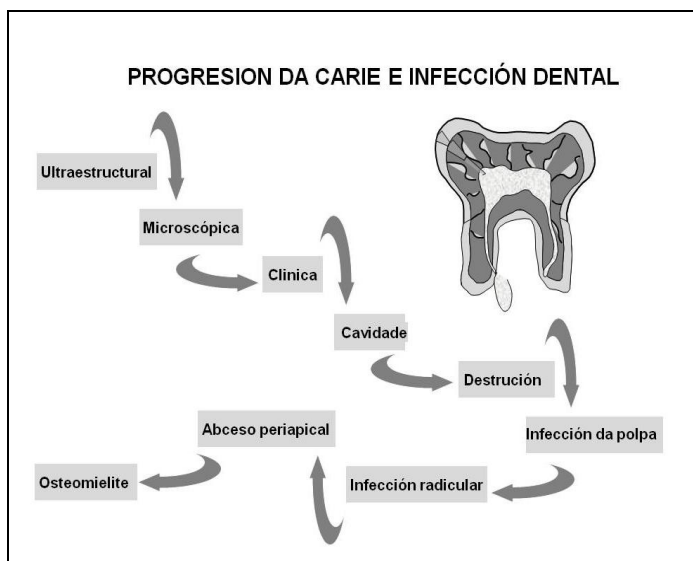 PROGRESION DA CARIE E INFECCIÓN DENTAL
Ultraestructural
Microscópica
Clinica
Cavidade
Destrución
Infección da polpa
Infección radicular
Abceso periapical
Osteomielite